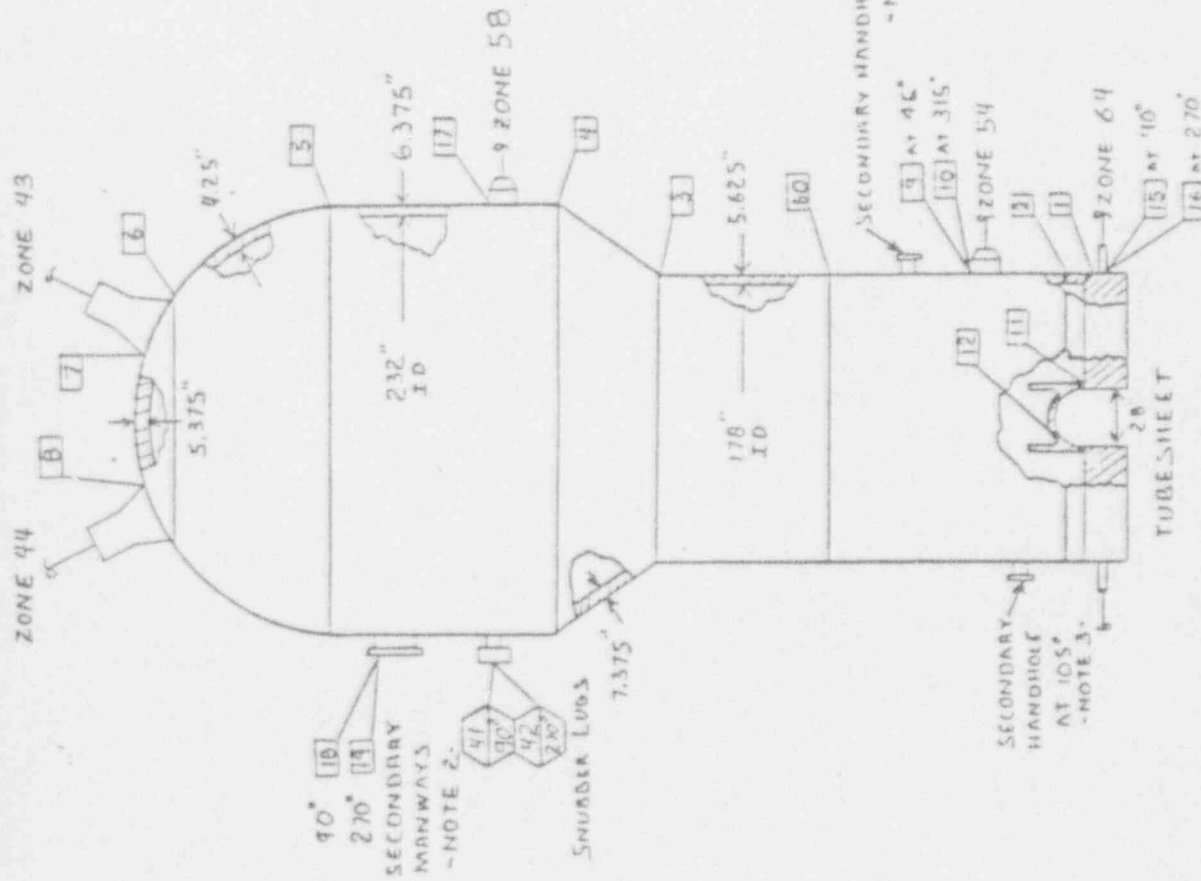 ZONE 44
ZONE 43
8
7
6
4.25"
5.375"
5
232"
ID
6.375"
17
ZONE 58
4
90° 18
270° 19
SECONDARY
MANWAYS
-NOTE 2-
41
90°
42
270°
SNUBBER LUGS
7.375"
3
178"
ID
5.625"
60
SECONDARY
9 AT 46°
10 AT 315°
ZONE 54
2
1
ZONE 64
15 AT 90°
16 AT 270°
12
11
28
TUBESHEET
SECONDARY
HANDHOLE
AT 105°
-NOTE 3-